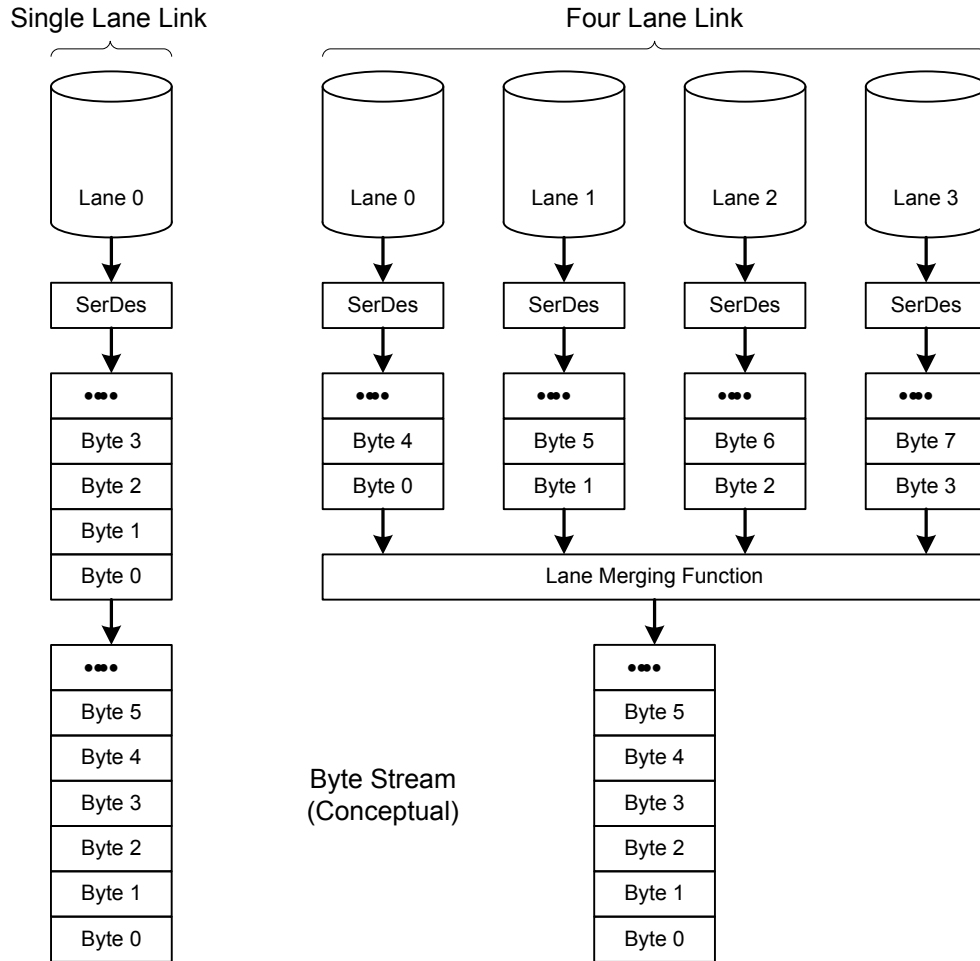 Single Lane Link
Four Lane Link
Lane 0
Lane 0
Lane 1
Lane 2
Lane 3
SerDes
SerDes
SerDes
SerDes
SerDes
Byte 3
Byte 2
Byte 1
Byte 0
Byte 4
Byte 0
Byte 5
Byte 1
Byte 6
Byte 2
Byte 7
Byte 3
Lane Merging Function
Byte 5
Byte 4
Byte 3
Byte 2
Byte 1
Byte 0
Byte Stream
(Conceptual)
Byte 5
Byte 4
Byte 3
Byte 2
Byte 1
Byte 0